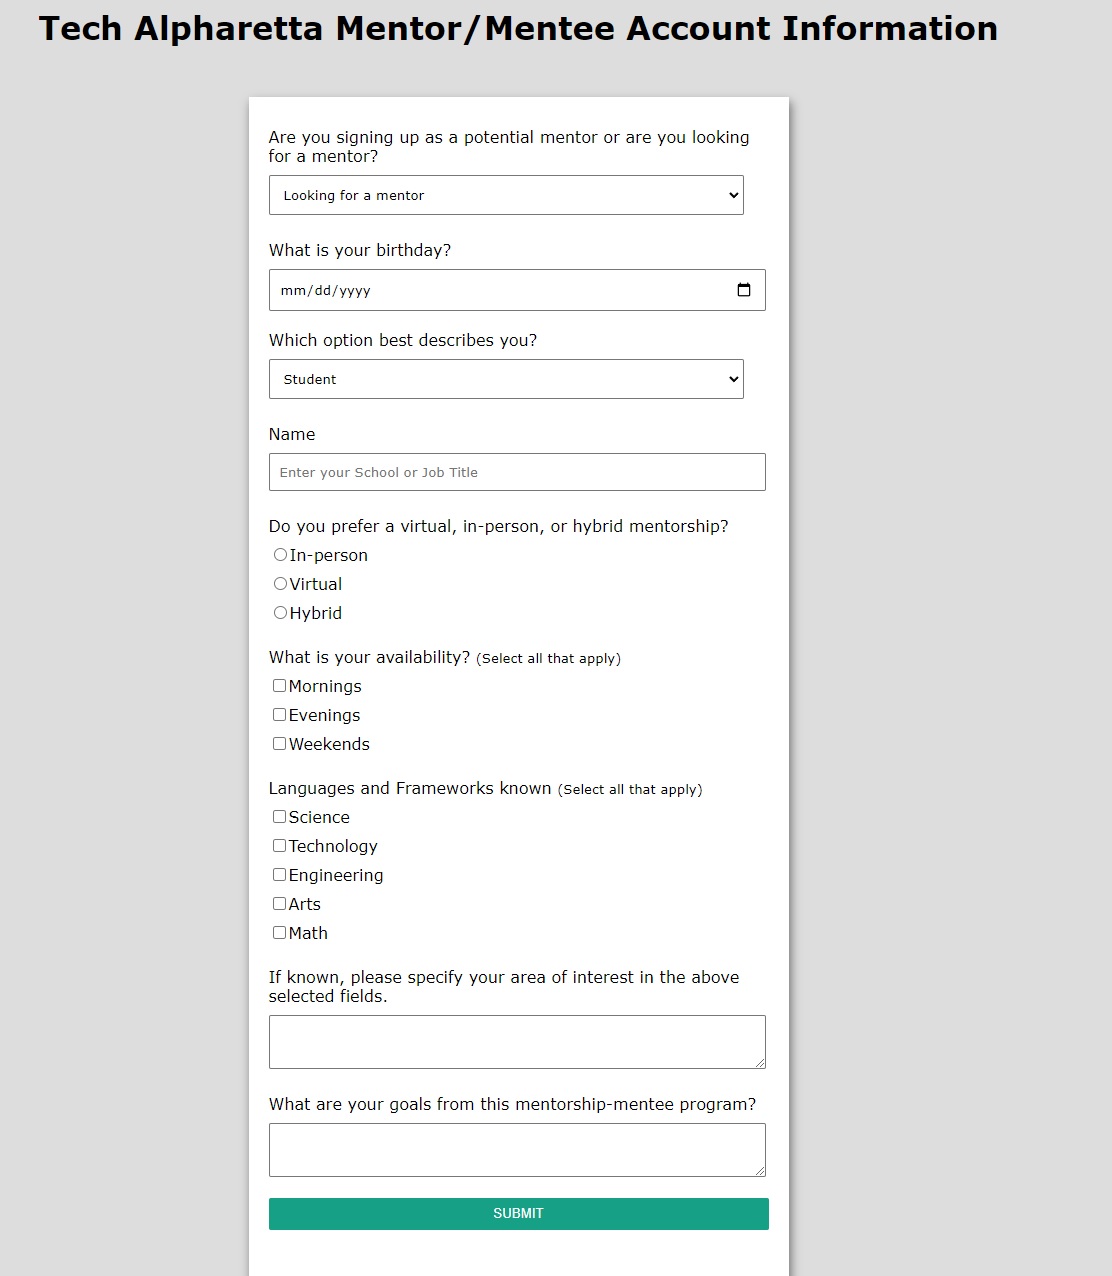 Tech Alpharetta Mentor/Mentee Account Information
Are you signing up as a potential mentor or are you looking
for a mentor?
Looking for a mentor
What is your birthday?
mm/dd/yyyy
Which option best describes you?
Student
Name
Enter your School or Job Title
Do you prefer a virtual, in-person, or hybrid mentorship?
In-person
Virtual
Hybrid
What is your availability? (Select all that apply)
Mornings
Evenings
Weekends
Languages and Frameworks known (Select all that apply)
Science
Technology
Engineering
Arts
Math
If known, please specify your area of interest in the above
selected fields.
What are your goals from this mentorship-mentee program?
SUBMIT